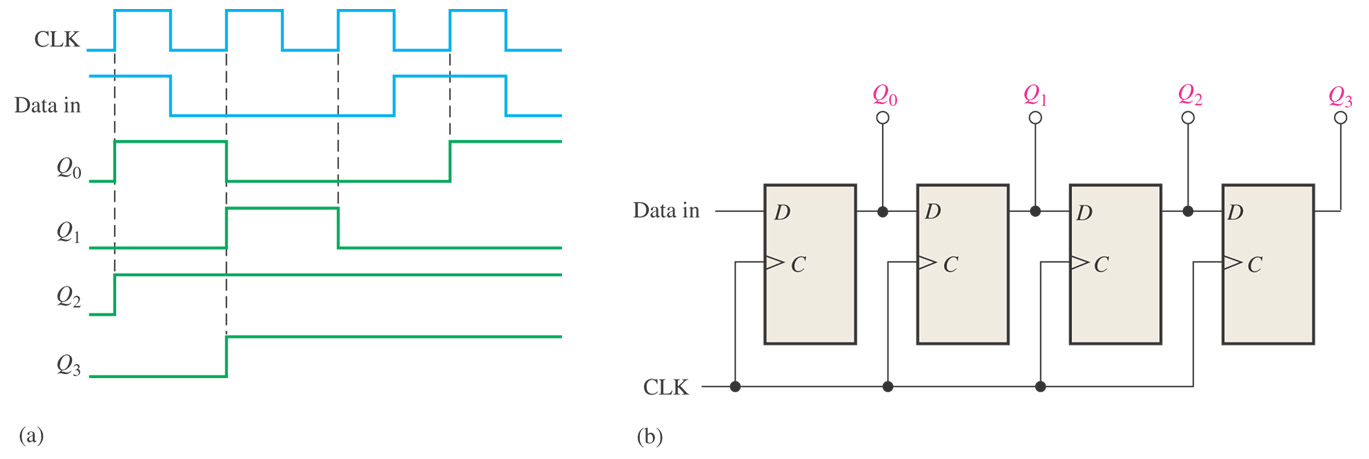 CLK
Data in
Q0
Q1
Q2
Q3
(a)
Q0 Q1 Q2 Q3
Data in D D D D
C C C C
CLK
(b)